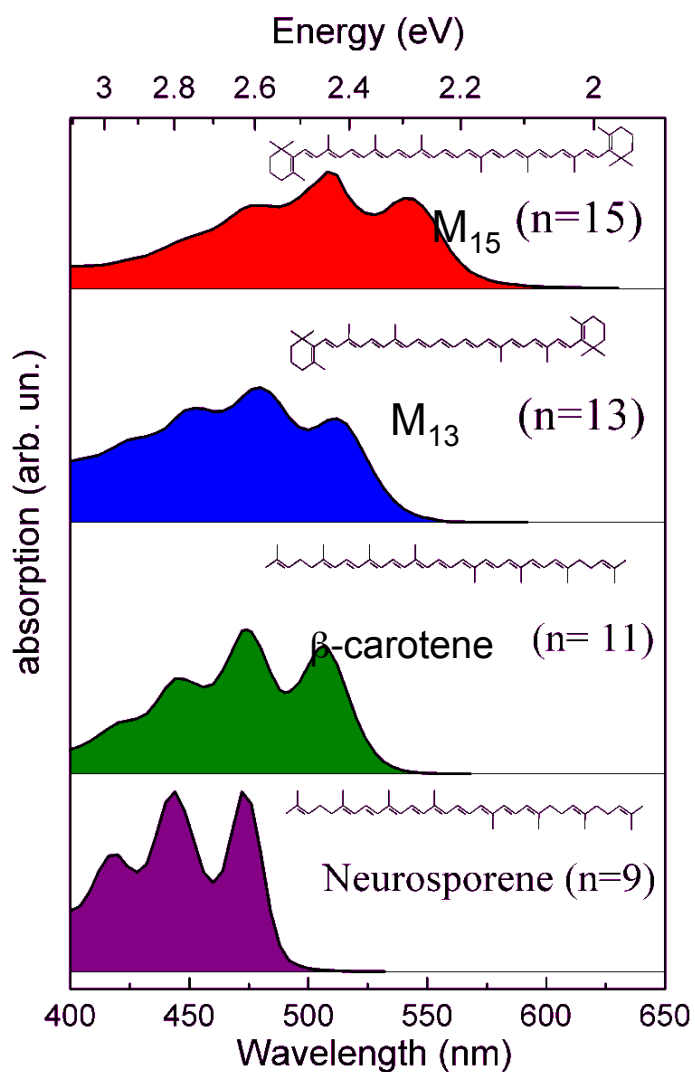 Energy (eV)
3 2.8 2.6 2.4 2.2 2
M₁₅ (n=15)
M₁₃ (n=13)
absorption (arb. un.)
β-carotene (n= 11)
Neurosporene (n=9)
400 450 500 550 600 650
Wavelength (nm)